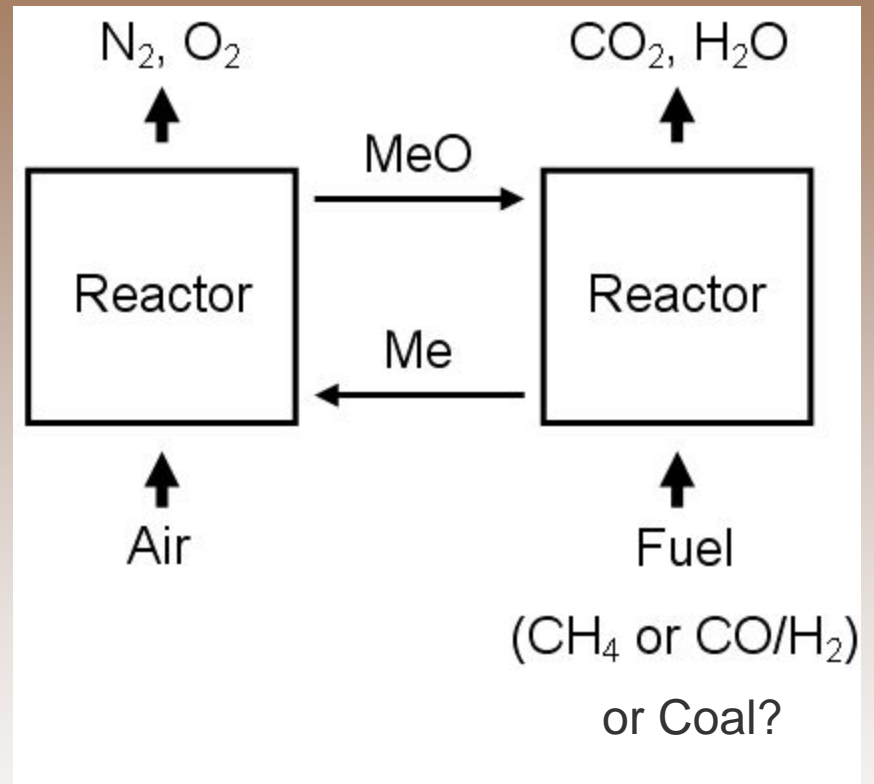 N₂, O₂
CO₂, H₂O
MeO
Reactor
Reactor
Me
Air
Fuel
(CH₄ or CO/H₂)
or Coal?